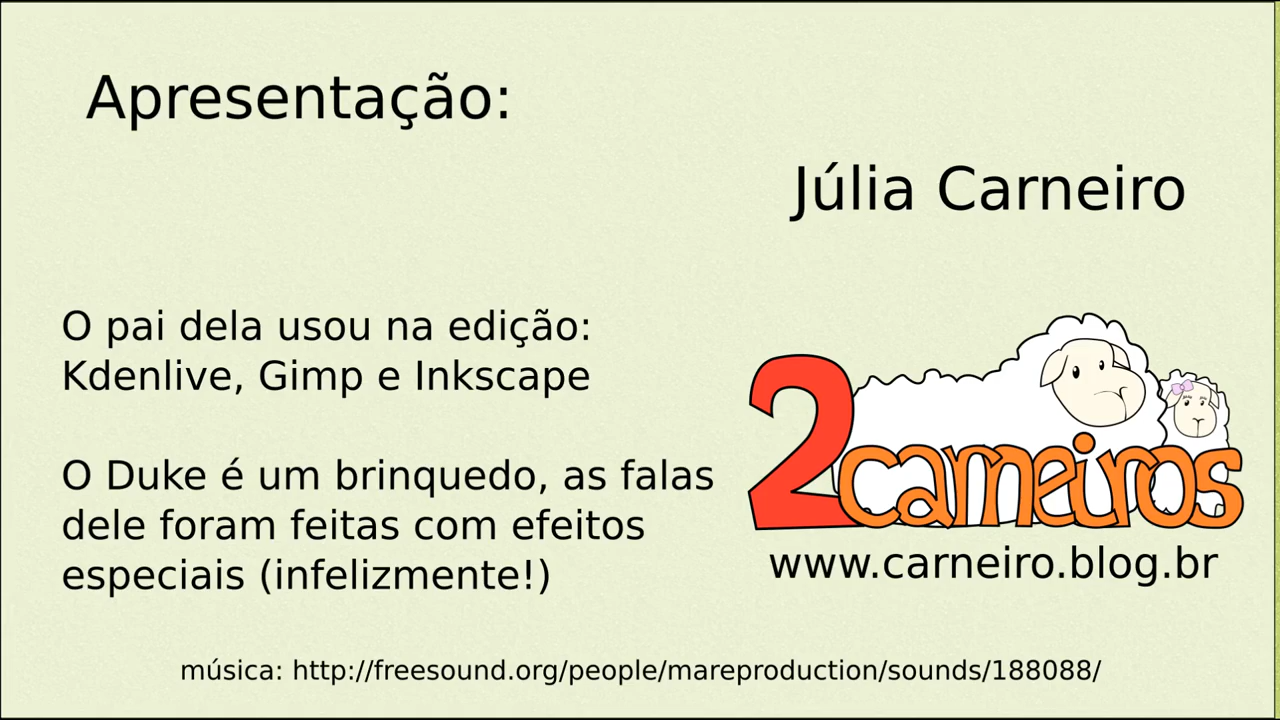 Apresentação:
Júlia Carneiro
O pai dela usou na edição:
Kdenlive, Gimp e Inkscape
O Duke é um brinquedo, as falas
dele foram feitas com efeitos
especiais (infelizmente!)
2carneiros
www.carneiro.blog.br
música: http://freesound.org/people/mareproduction/sounds/188088/